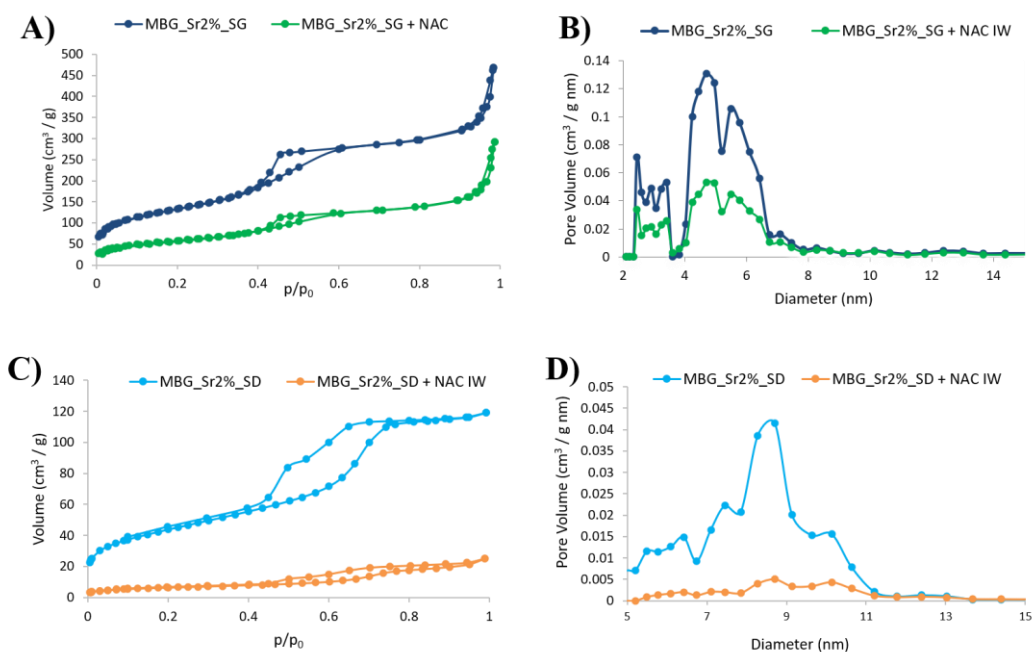 A)
MBG_Sr2%_SG MBG_Sr2%_SG + NAC
500
450
400
350
300
250
200
150
100
50
0
Volume (cm³ / g)
0 0.2 0.4 0.6 0.8 1
p/p₀
B)
MBG_Sr2%_SG MBG_Sr2%_SG + NAC IW
0.14
0.12
0.1
0.08
0.06
0.04
0.02
0
Pore Volume (cm³ / g nm)
2 4 6 8 10 12 14
Diameter (nm)
C)
MBG_Sr2%_SD MBG_Sr2%_SD + NAC IW
140
120
100
80
60
40
20
0
Volume (cm³ / g)
0 0.2 0.4 0.6 0.8 1
p/p₀
D)
MBG_Sr2%_SD MBG_Sr2%_SD + NAC IW
0.05
0.045
0.04
0.035
0.03
0.025
0.02
0.015
0.01
0.005
0
Pore Volume (cm³ / g nm)
5 7 9 11 13 15
Diameter (nm)